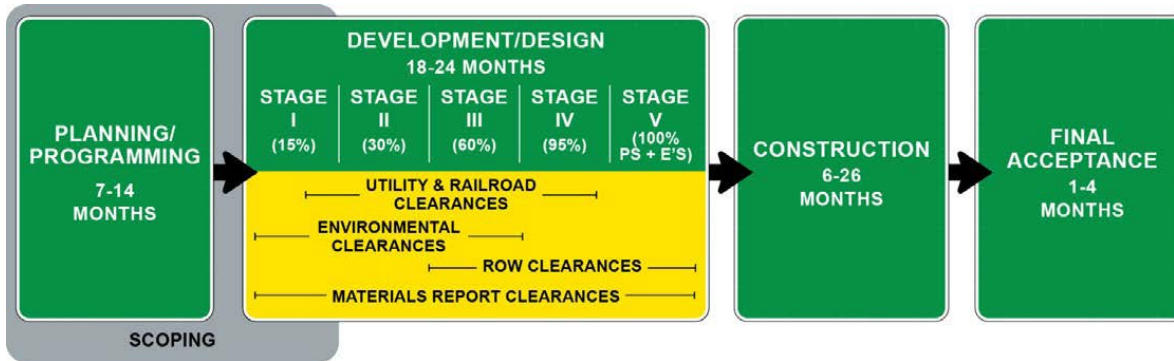 PLANNING/
PROGRAMMING
7-14
MONTHS
SCOPING
DEVELOPMENT/DESIGN
18-24 MONTHS
STAGE
I
(15%)
STAGE
II
(30%)
STAGE
III
(60%)
STAGE
IV
(95%)
STAGE
V
(100%
PS + E'S)
UTILITY & RAILROAD
CLEARANCES
ENVIRONMENTAL
CLEARANCES
ROW CLEARANCES
MATERIALS REPORT CLEARANCES
CONSTRUCTION
6-26
MONTHS
FINAL
ACCEPTANCE
1-4
MONTHS